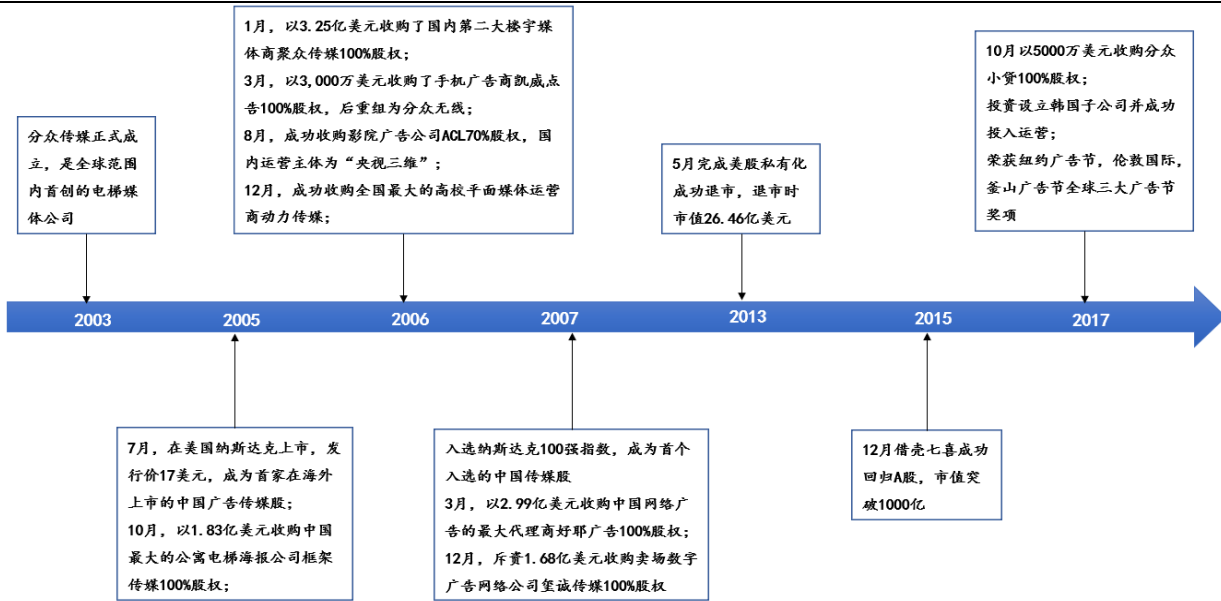 分众传媒正式成
立，是全球范围
内首创的电梯媒
体公司
1月，以3.25亿美元收购了国内第二大楼宇媒
体商聚众传媒100%股权；
3月，以3,000万美元收购了手机广告商凯威点
告100%股权，后重组为分众无线；
8月，成功收购影院广告公司ACL70%股权，国
内运营主体为“央视三维”；
12月，成功收购全国最大的高校平面媒体运营
商动力传媒；
5月完成美股私有化
成功退市，退市时
市值26.46亿美元
10月以5000万美元收购分众
小贷100%股权；
投资设立韩国子公司并成功
投入运营；
荣获纽约广告节，伦敦国际，
釜山广告节全球三大广告节
奖项
2003
2005
2006
2007
2013
2015
2017
7月，在美国纳斯达克上市，发
行价17美元，成为首家在海外
上市的中国广告传媒股；
10月，以1.83亿美元收购中国
最大的公寓电梯海报公司框架
传媒100%股权；
入选纳斯达克100强指数，成为首个
入选的中国传媒股
3月，以2.99亿美元收购中国网络广
告的最大代理商好耶广告100%股权；
12月，斥资1.68亿美元收购卖场数字
广告网络公司玺诚传媒100%股权
12月借壳七喜成功
回归A股，市值突
破1000亿